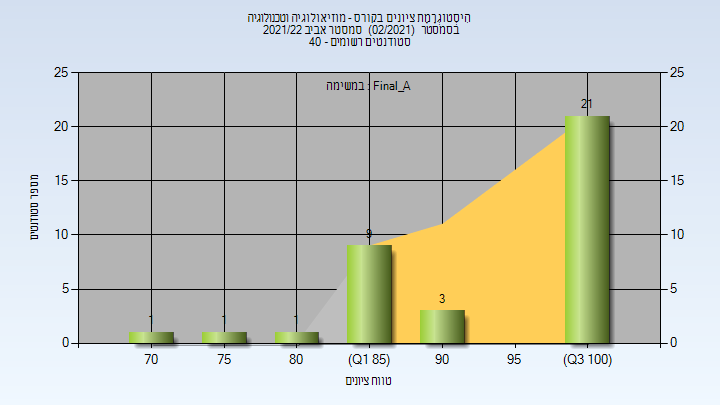 היסטוגרמת ציונים בקורס - מוזיאולוגיה וטכנולוגיה
בסמסטר (02/2021) סמסטר אביב 2021/22
סטודנטים רשומים - 40
במשימה : Final_A
25 25
20 20
15 15
10 10
5 5
0 0
מספר סטודנטים
1 1 1 9 3 21
70 75 80 (Q1 85) 90 95 (Q3 100)
טווח ציונים